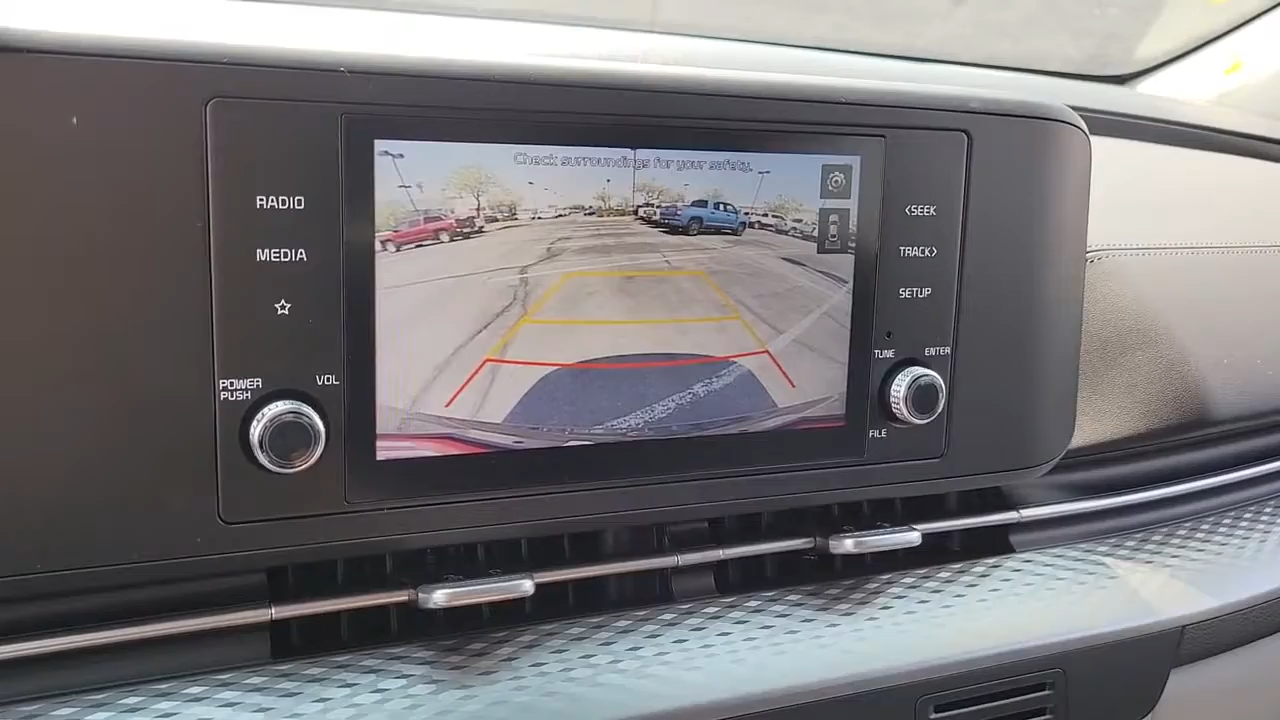 Check surroundings for your safety.
RADIO
MEDIA
POWER
PUSH
VOL
<SEEK
TRACK>
SETUP
TUNE
ENTER
FILE